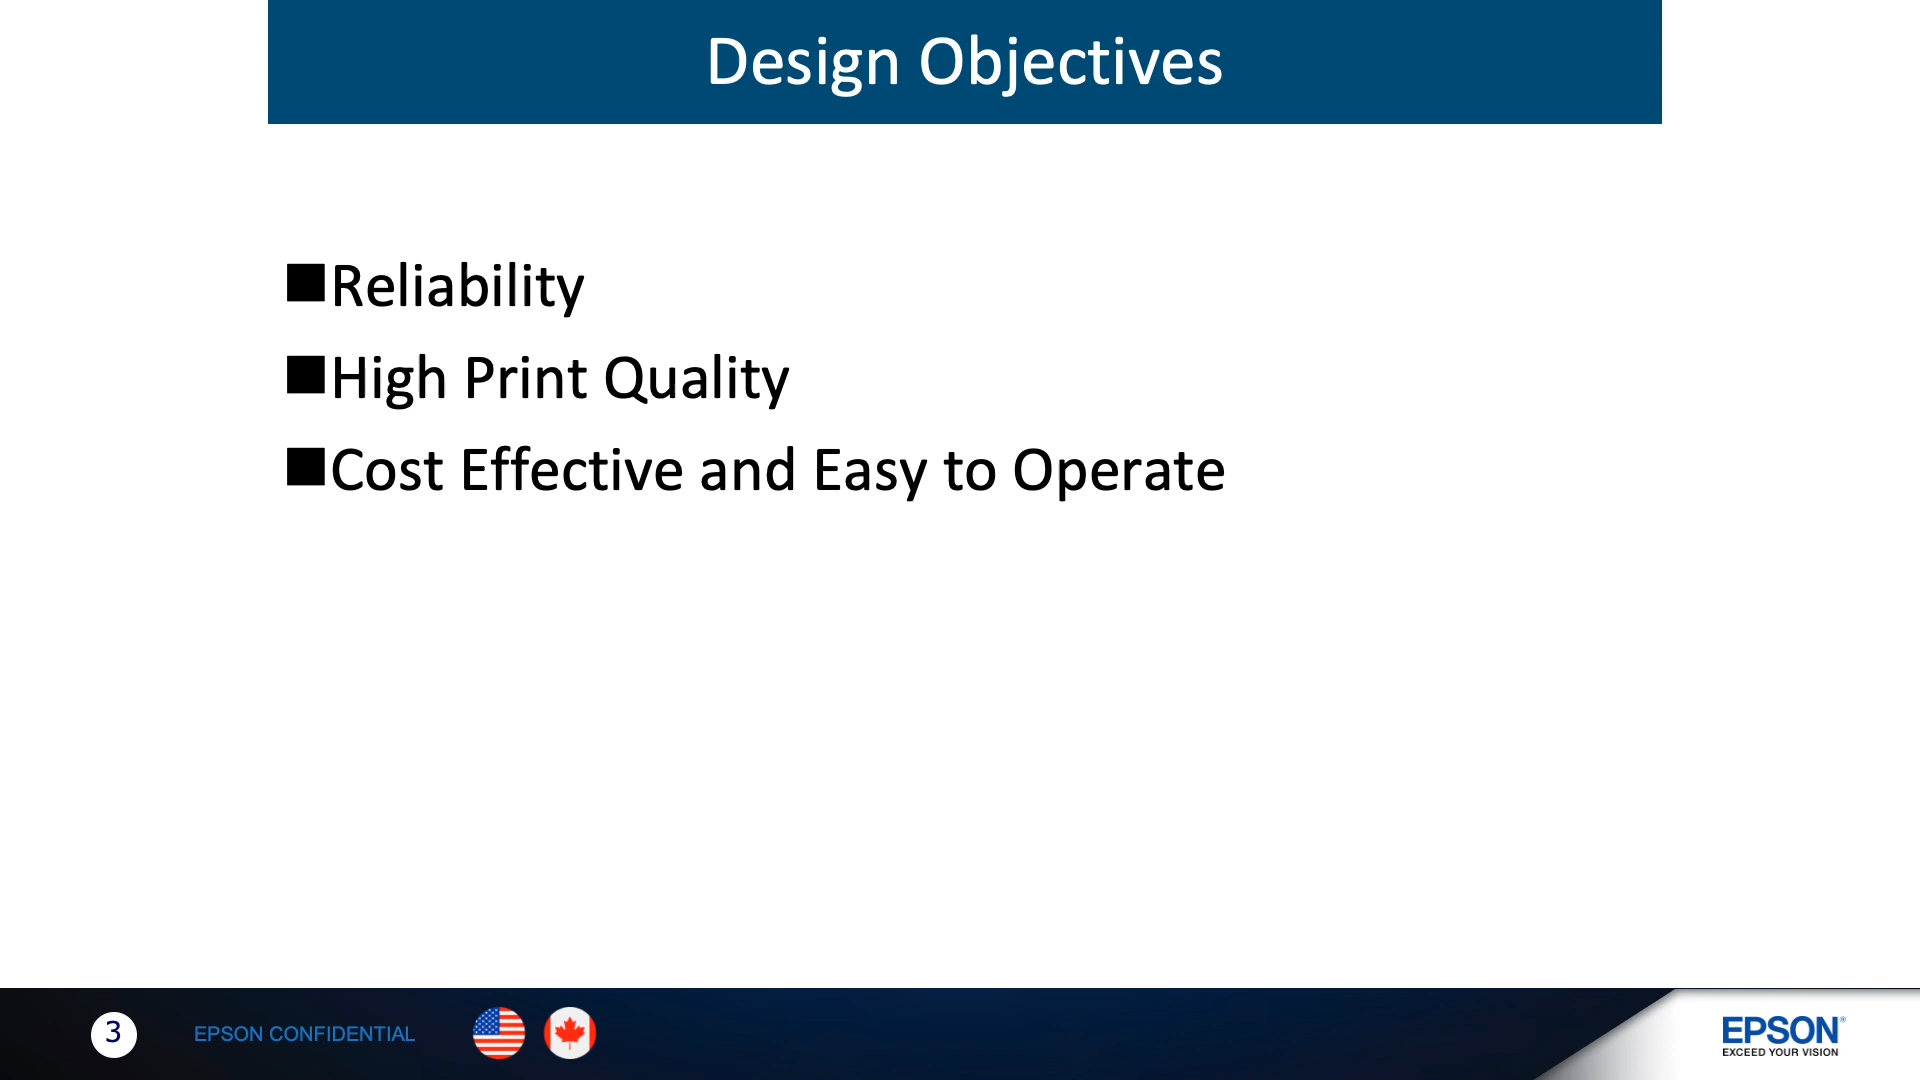 Design Objectives
■Reliability
■High Print Quality
■Cost Effective and Easy to Operate
3
EPSON CONFIDENTIAL
EPSON®
EXCEED YOUR VISION